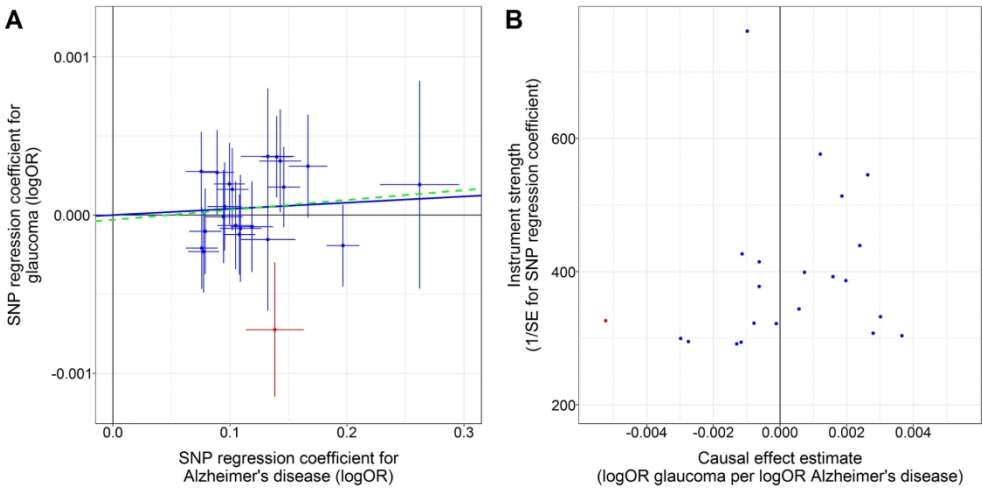 A
SNP regression coefficient for
glaucoma (logOR)
0.001
0.000
-0.001
0.0
0.1
0.2
0.3
SNP regression coefficient for
Alzheimer's disease (logOR)
B
Instrument strength
(1/SE for SNP regression coefficient)
600
400
200
-0.004
-0.002
0.000
0.002
0.004
Causal effect estimate
(logOR glaucoma per logOR Alzheimer's disease)